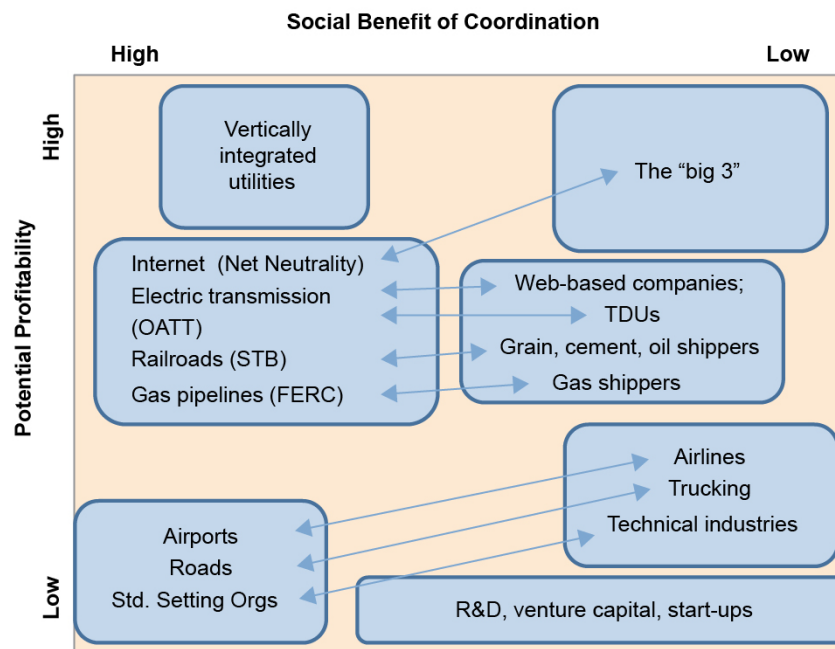 Social Benefit of Coordination
High
Low
High
Potential Profitability
Low
Vertically
integrated
utilities
The “big 3”
Internet (Net Neutrality)
Electric transmission
(OATT)
Railroads (STB)
Gas pipelines (FERC)
Web-based companies;
TDUs
Grain, cement, oil shippers
Gas shippers
Airlines
Trucking
Technical industries
Airports
Roads
Std. Setting Orgs
R&D, venture capital, start-ups